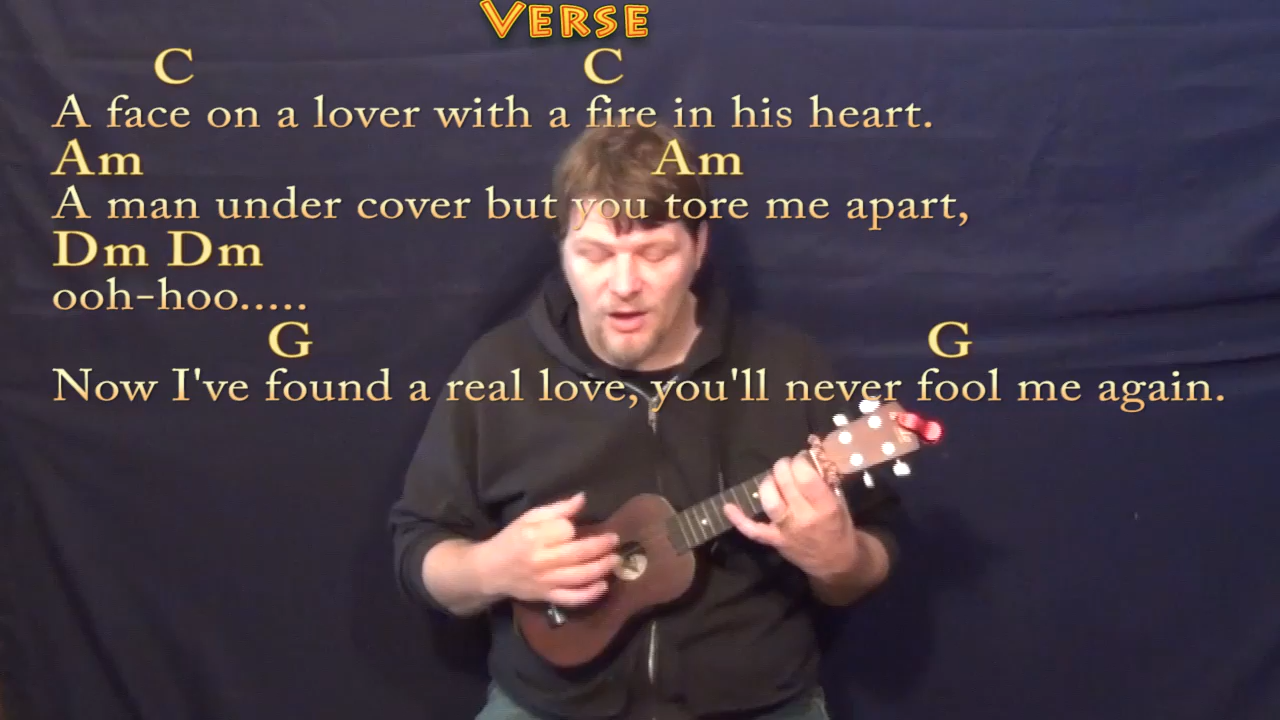 VERSE
C C
A face on a lover with a fire in his heart.
Am Am
A man under cover but you tore me apart,
Dm Dm
ooh-hoo.....
G G
Now I've found a real love, you'll never fool me again.